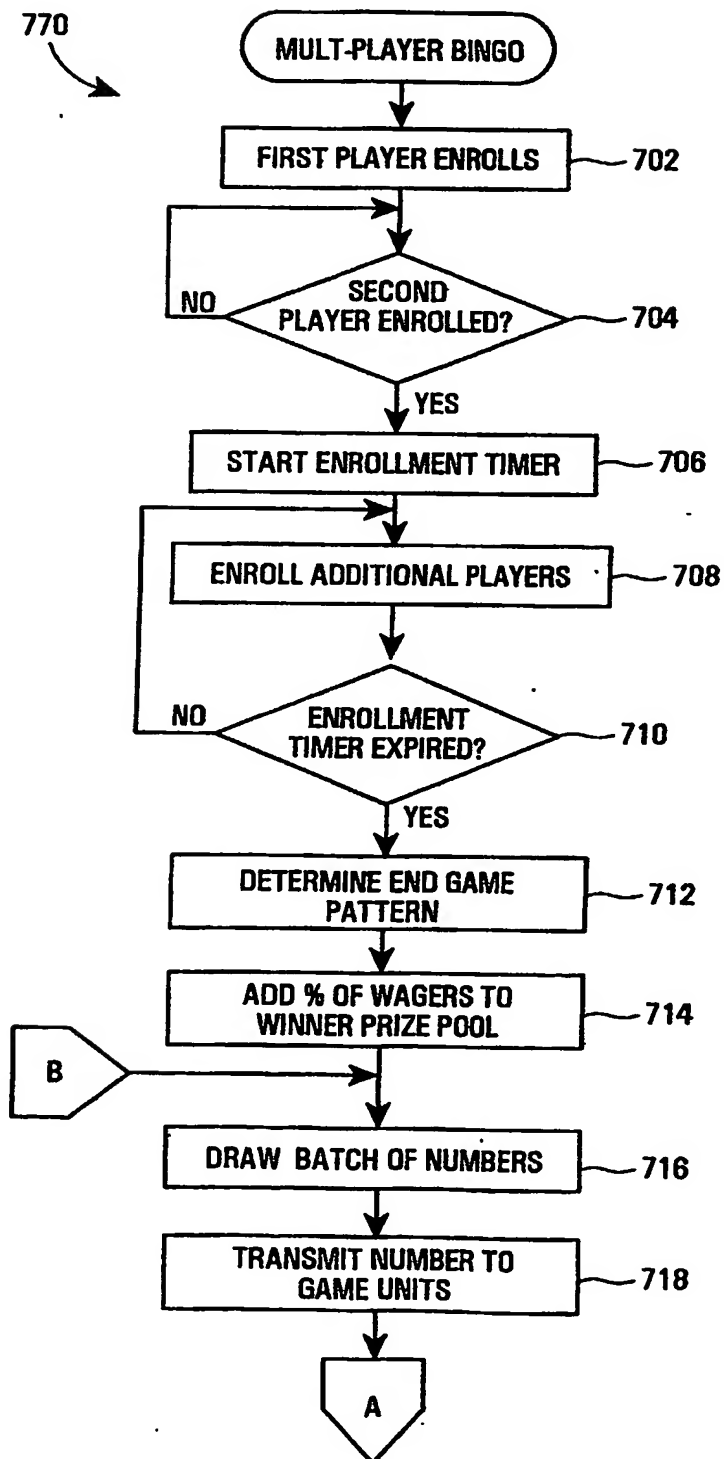 770
MULT-PLAYER BINGO
FIRST PLAYER ENROLLS
702
NO
SECOND
PLAYER ENROLLED?
704
YES
START ENROLLMENT TIMER
706
ENROLL ADDITIONAL PLAYERS
708
NO
ENROLLMENT
TIMER EXPIRED?
710
YES
DETERMINE END GAME
PATTERN
712
ADD % OF WAGERS TO
WINNER PRIZE POOL
714
B
DRAW BATCH OF NUMBERS
716
TRANSMIT NUMBER TO
GAME UNITS
718
A